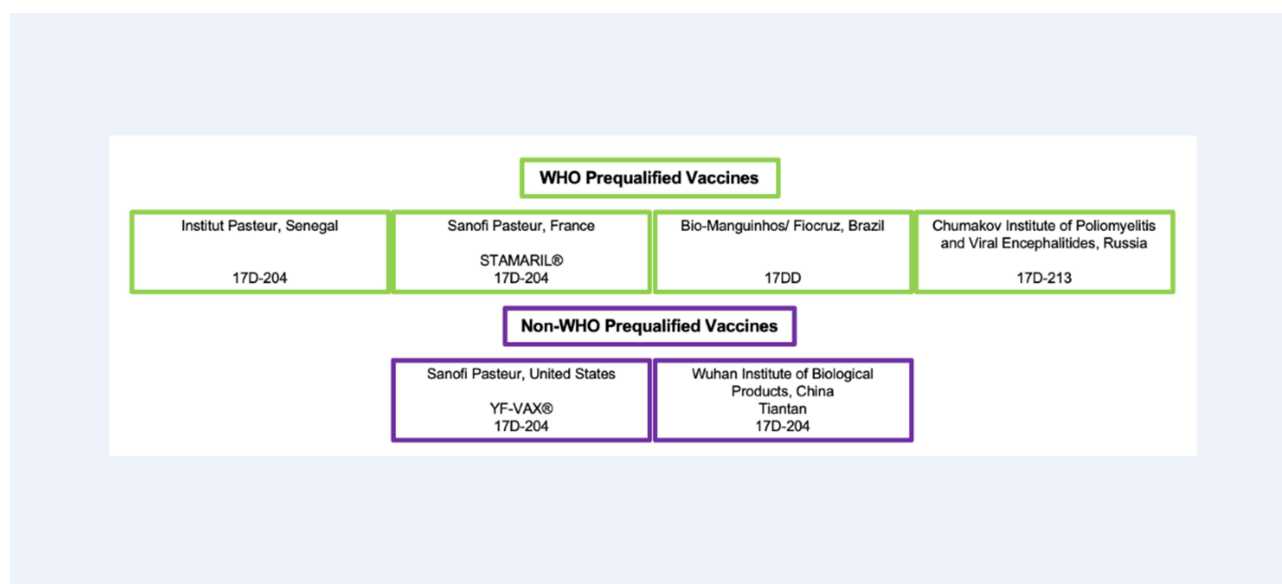 WHO Prequalified Vaccines
Institut Pasteur, Senegal
17D-204
Sanofi Pasteur, France
STAMARIL®
17D-204
Bio-Manguinhos/ Fiocruz, Brazil
17DD
Chumakov Institute of Poliomyelitis
and Viral Encephalitides, Russia
17D-213
Non-WHO Prequalified Vaccines
Sanofi Pasteur, United States
YF-VAX®
17D-204
Wuhan Institute of Biological
Products, China
Tiantan
17D-204